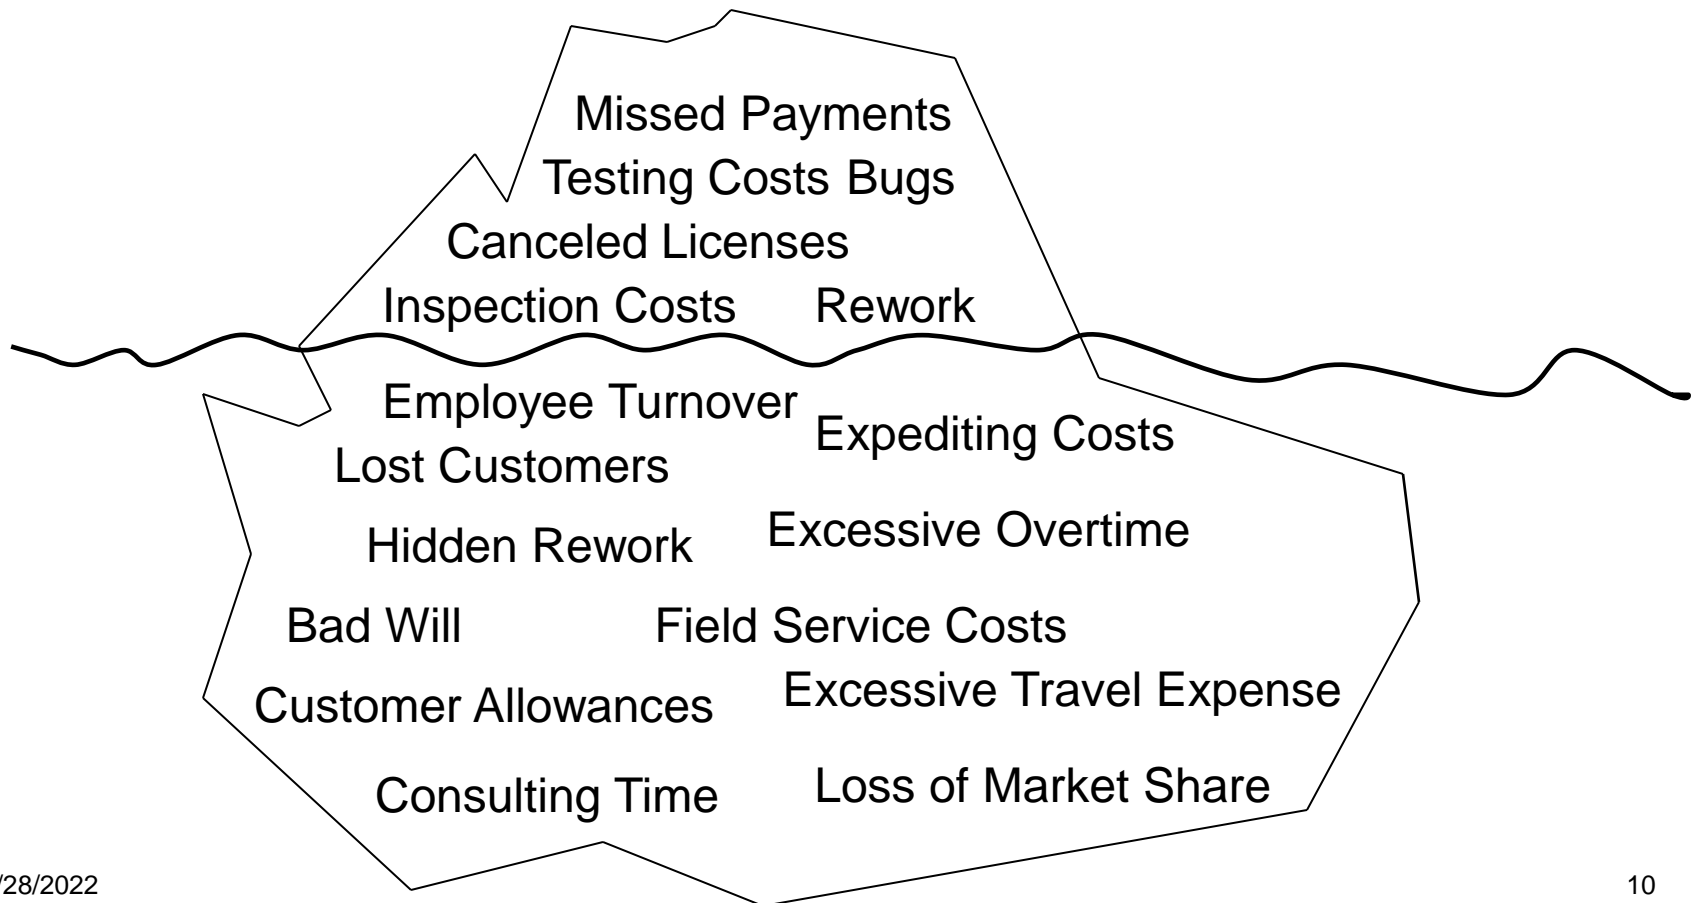 Missed Payments
Testing Costs Bugs
Canceled Licenses
Inspection Costs Rework
Employee Turnover
Expediting Costs
Lost Customers
Excessive Overtime
Hidden Rework
Bad Will Field Service Costs
Excessive Travel Expense
Customer Allowances
Loss of Market Share
Consulting Time
/28/2022
10